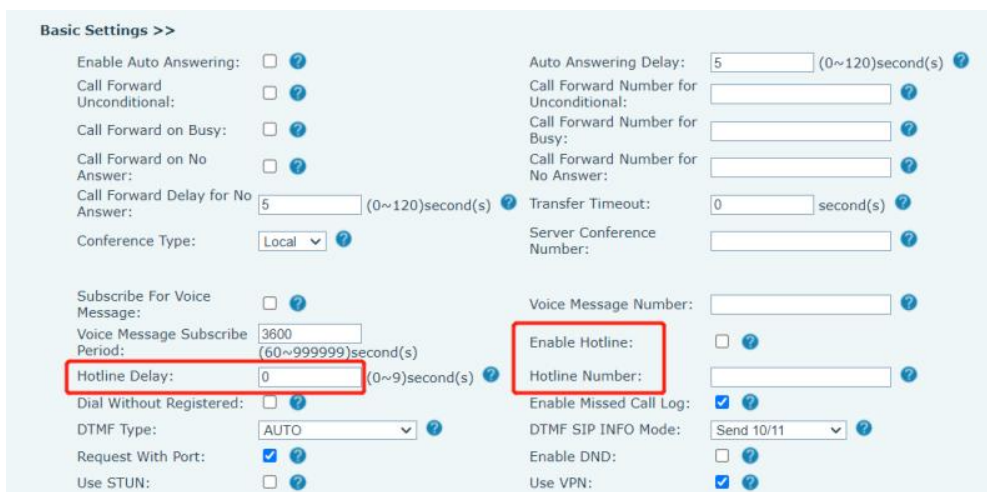 Basic Settings >>
Enable Auto Answering: Auto Answering Delay: 5 (0~120)second(s)
Call Forward Unconditional: Call Forward Number for Unconditional:
Call Forward on Busy: Call Forward Number for Busy:
Call Forward on No Answer: Call Forward Number for No Answer:
Call Forward Delay for No Answer: 5 (0~120)second(s) Transfer Timeout: 0 second(s)
Conference Type: Local Server Conference Number:
Subscribe For Voice Message: Voice Message Number:
Voice Message Subscribe Period: 3600 (60~999999)second(s) Enable Hotline:
Hotline Delay: 0 (0~9)second(s) Hotline Number:
Dial Without Registered: Enable Missed Call Log:
DTMF Type: AUTO DTMF SIP INFO Mode: Send 10/11
Request With Port: Enable DND:
Use STUN: Use VPN: